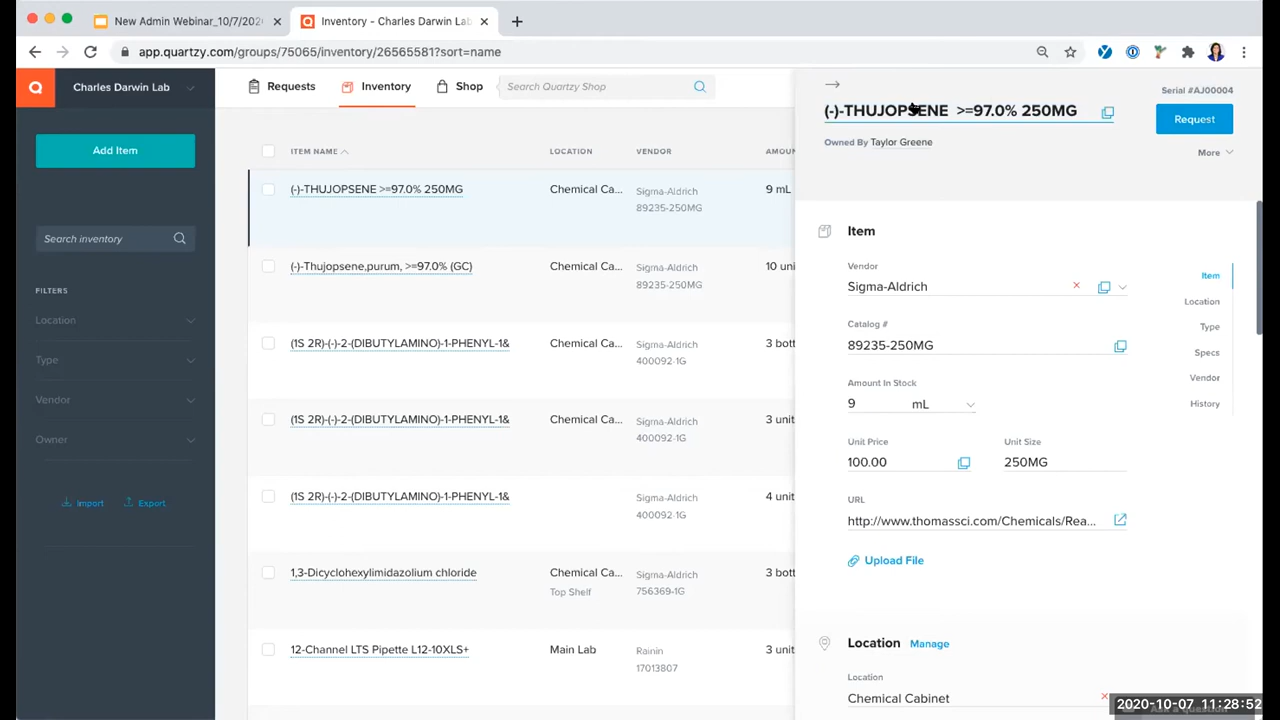 New Admin Webinar_10/7/202
Inventory - Charles Darwin Lab
app.quartzy.com/groups/75065/inventory/26565581?sort=name
Charles Darwin Lab
Requests
Inventory
Shop
Search Quartzy Shop
Add Item
Search inventory
FILTERS
Location
Type
Vendor
Owner
Import
Export
ITEM NAME
LOCATION
VENDOR
AMOUN
(-)-THUJOPSENE >=97.0% 250MG
Chemical Ca...
Sigma-Aldrich
89235-250MG
9 mL
(-)-Thujopsene,purum, >=97.0% (GC)
Chemical Ca...
Sigma-Aldrich
89235-250MG
10 uni
(1S 2R)-(-)-2-(DIBUTYLAMINO)-1-PHENYL-1&
Chemical Ca...
Sigma-Aldrich
400092-1G
3 bott
(1S 2R)-(-)-2-(DIBUTYLAMINO)-1-PHENYL-1&
Chemical Ca...
Sigma-Aldrich
400092-1G
3 unit
(1S 2R)-(-)-2-(DIBUTYLAMINO)-1-PHENYL-1&
Sigma-Aldrich
400092-1G
4 unit
1,3-Dicyclohexylimidazolium chloride
Chemical Ca...
Top Shelf
Sigma-Aldrich
756369-1G
3 bott
12-Channel LTS Pipette L12-10XLS+
Main Lab
Rainin
17013807
3 unit
Serial #AJ00004
(-)-THUJOPSENE >=97.0% 250MG
Request
Owned By Taylor Greene
More
Item
Vendor
Sigma-Aldrich
Catalog #
89235-250MG
Amount In Stock
9 mL
Unit Price
100.00
Unit Size
250MG
URL
http://www.thomassci.com/Chemicals/Rea...
Upload File
Item
Location
Type
Specs
Vendor
History
Location Manage
Location
Chemical Cabinet
2020-10-07 11:28:52